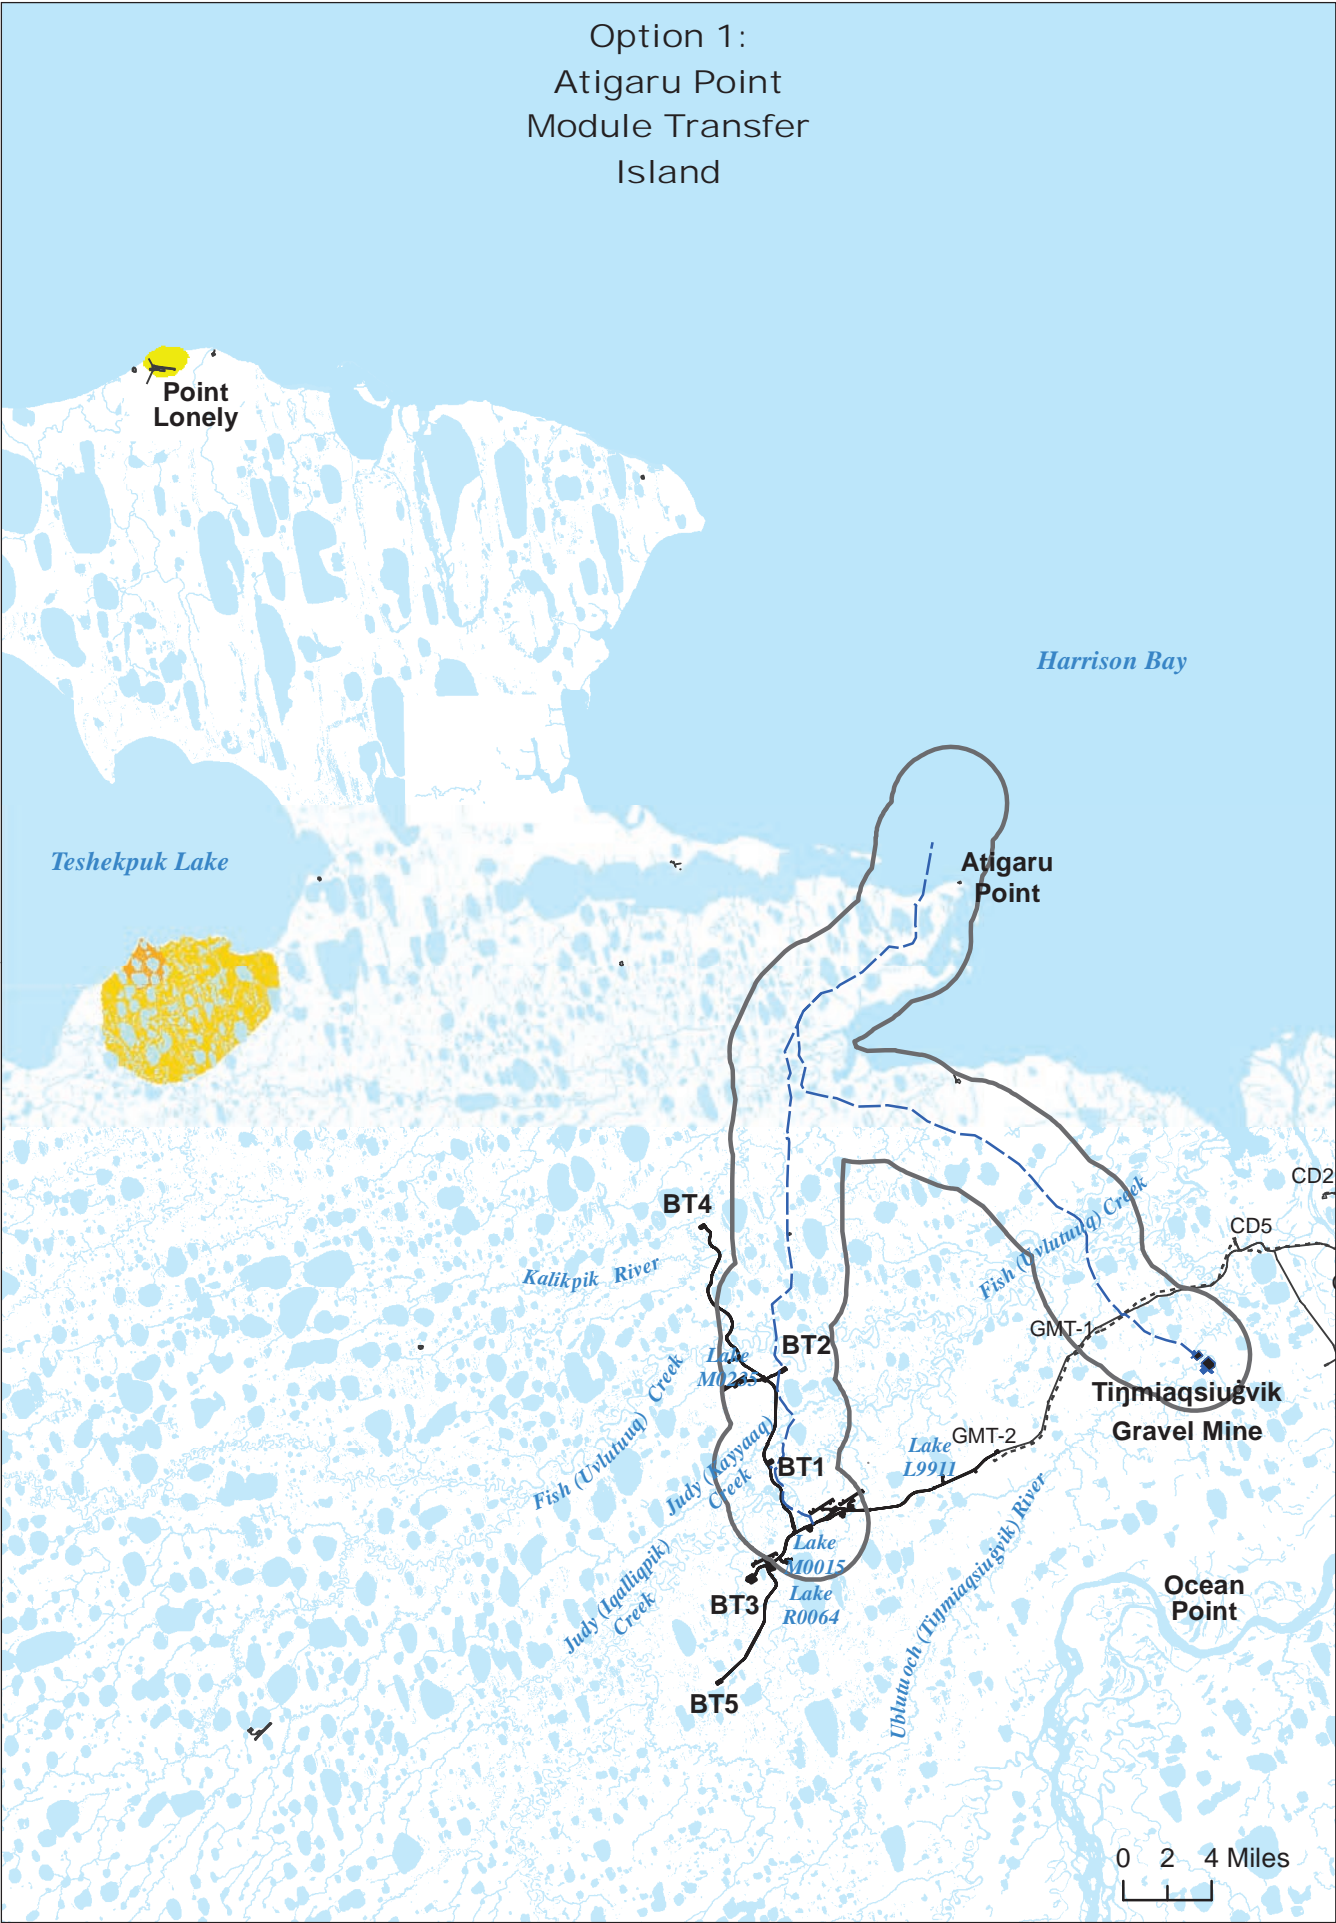 Option 1:
Atigaru Point
Module Transfer
Island
Point
Lonely
Harrison Bay
Teshekpuk Lake
Atigaru
Point
CD2
BT4
CD5
Fish (Uvlutuuq) Creek
Kalikpik River
GMT-1
BT2
Lake
M0235
Tiŋmiaqsiuġvik
Gravel Mine
Fish (Uvlutuuq) Creek
Judy (Kayyaaq)
Creek
BT1
GMT-2
Lake
L9911
Lake
M0015
Judy (Iqalliqpik)
Creek
BT3
Lake
R0064
Ublutuoch (Tiŋmiaqsiuġvik) River
Ocean
Point
BT5
0 2 4 Miles